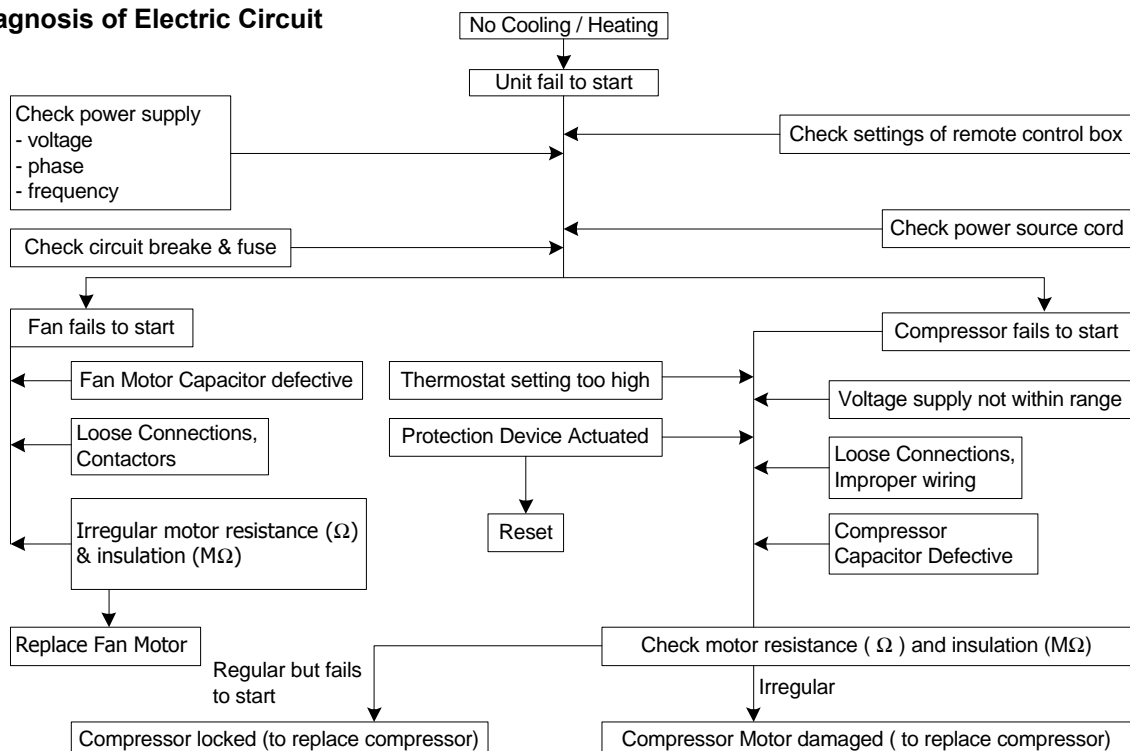 agnosis of Electric Circuit
No Cooling / Heating
Unit fail to start
Check power supply
- voltage
- phase
- frequency
Check settings of remote control box
Check power source cord
Check circuit breake & fuse
Fan fails to start
Compressor fails to start
Fan Motor Capacitor defective
Thermostat setting too high
Voltage supply not within range
Loose Connections,
Contactors
Protection Device Actuated
Loose Connections,
Improper wiring
Irregular motor resistance (Ω)
& insulation (MΩ)
Reset
Compressor
Capacitor Defective
Replace Fan Motor
Check motor resistance ( Ω ) and insulation (MΩ)
Regular but fails
to start
Irregular
Compressor locked (to replace compressor)
Compressor Motor damaged ( to replace compressor)